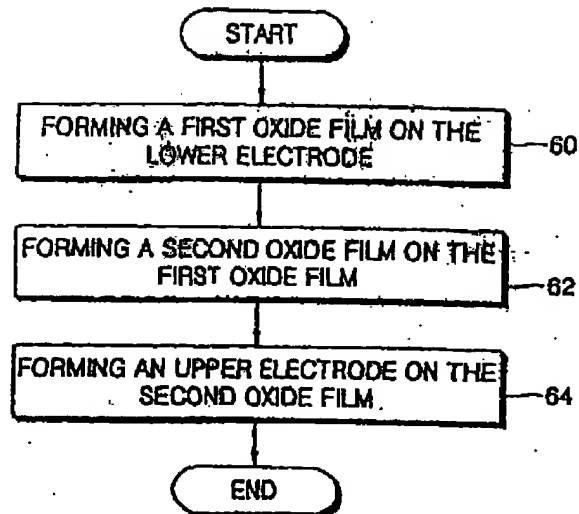 START
FORMING A FIRST OXIDE FILM ON THE
LOWER ELECTRODE
60
FORMING A SECOND OXIDE FILM ON THE
FIRST OXIDE FILM
62
FORMING AN UPPER ELECTRODE ON THE
SECOND OXIDE FILM
64
END